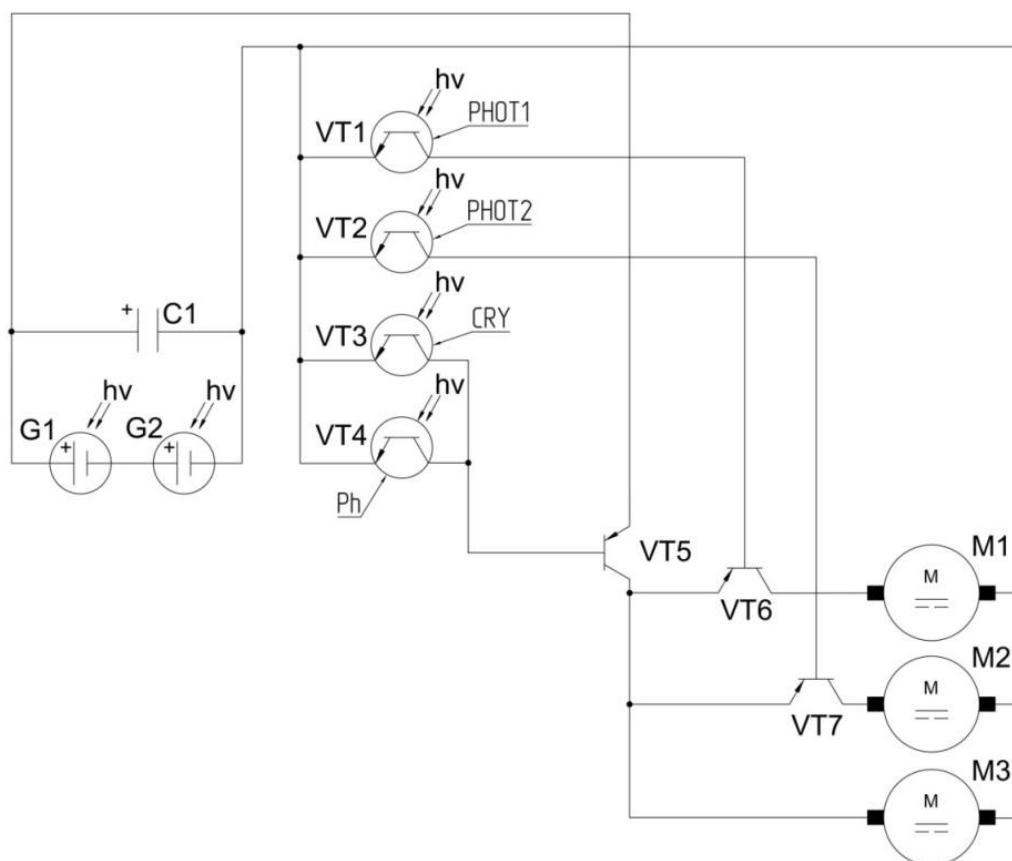 hv
PHOT1
VT1
hv
PHOT2
VT2
hv
CRY
VT3
hv
VT4
Ph
+ C1
hv hv
G1 + G2 +
VT5
M1
M
VT6
M2
M
VT7
M3
M